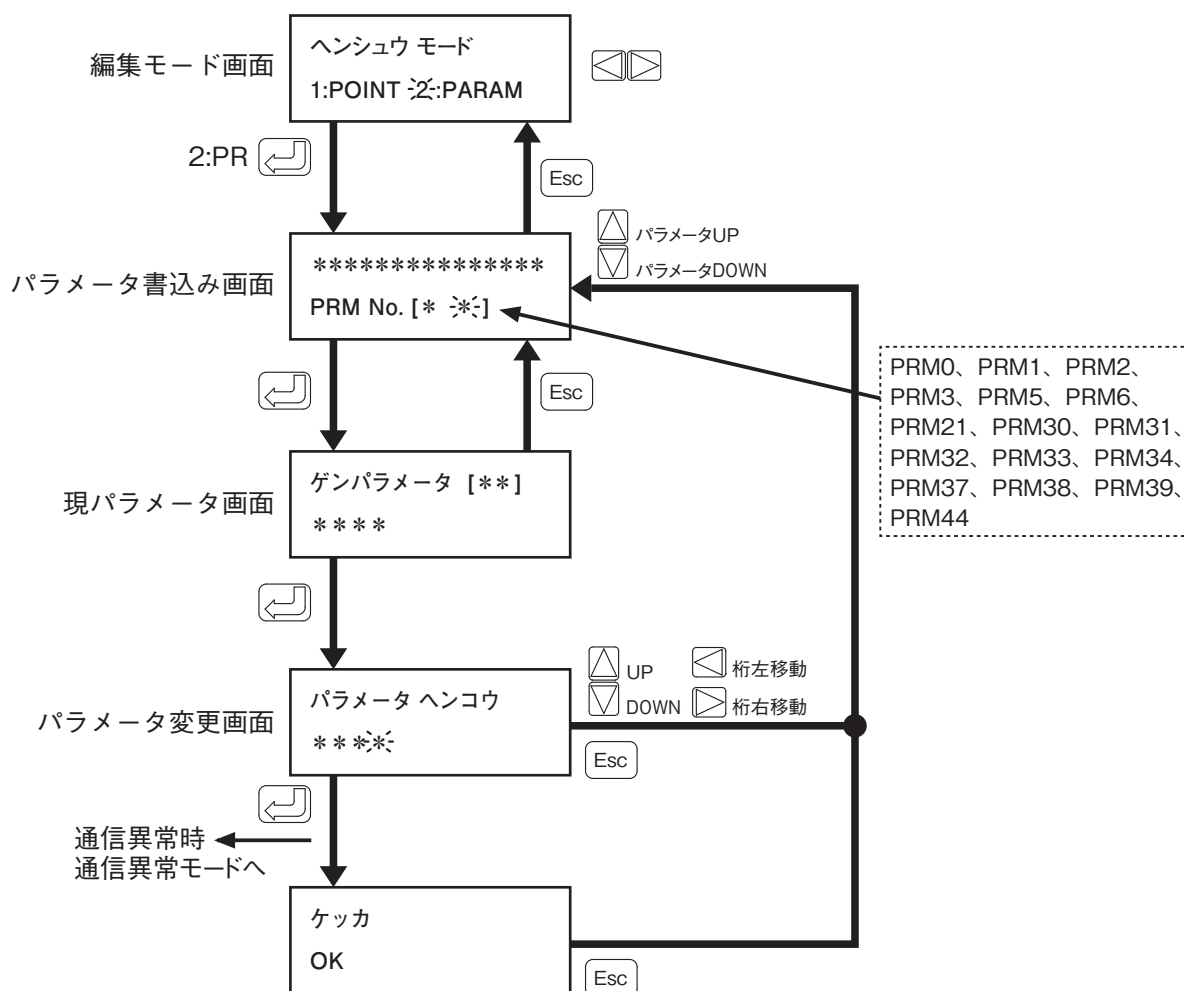 編集モード画面
ヘンシュウ モード
1:POINT 2:PARAM
2:PR
Esc
パラメータUP
パラメータDOWN
パラメータ書込み画面
***************
PRM No. [* *]
Esc
PRM0、PRM1、PRM2、
PRM3、PRM5、PRM6、
PRM21、PRM30、PRM31、
PRM32、PRM33、PRM34、
PRM37、PRM38、PRM39、
PRM44
現パラメータ画面
ゲンパラメータ [**]
****
パラメータ変更画面
パラメータ ヘンコウ
****
UP
桁左移動
DOWN
桁右移動
Esc
通信異常時
通信異常モードへ
ケッカ
OK
Esc